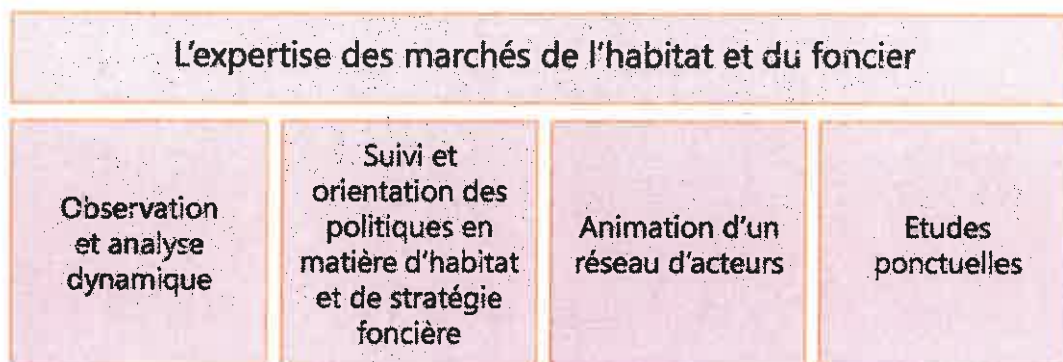 L'expertise des marchés de l'habitat et du foncier
Observation
et analyse
dynamique
Suivi et
orientation des
politiques en
matière d'habitat
et de stratégie
foncière
Animation d'un
réseau d'acteurs
Etudes
ponctuelles